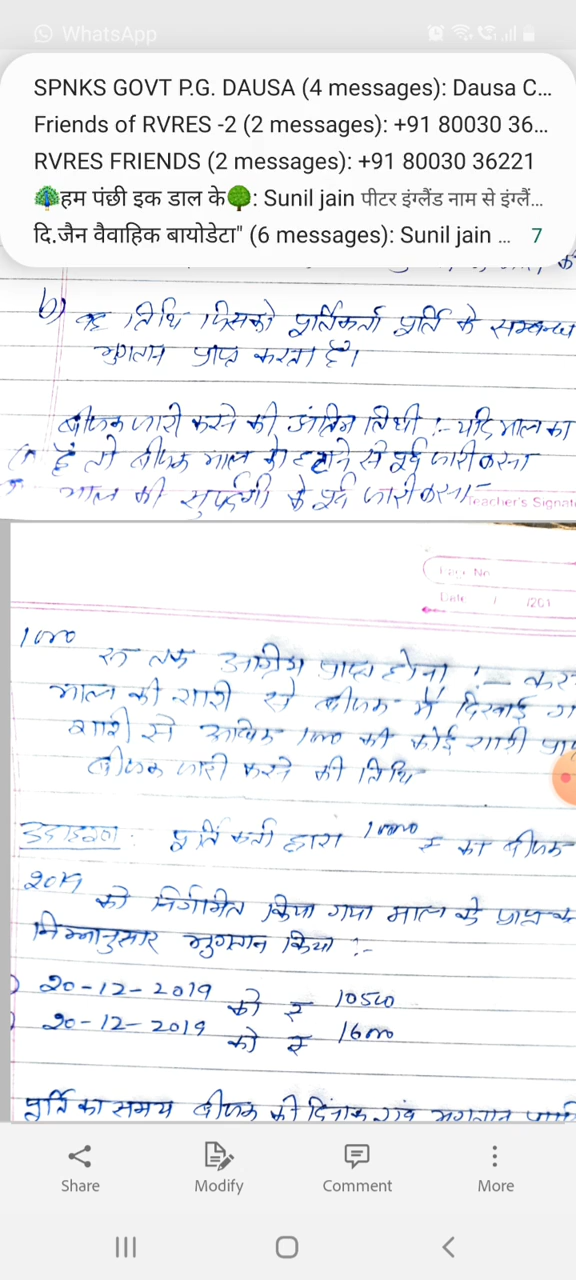 WhatsApp
SPNKS GOVT P.G. DAUSA (4 messages): Dausa C...
Friends of RVRES -2 (2 messages): +91 80030 36...
RVRES FRIENDS (2 messages): +91 80030 36221
🦚हम पंछी इक डाल के🌳: Sunil jain पीटर इंग्लैंड नाम से इंग्लैं...
दि.जैन वैवाहिक बायोडेटा" (6 messages): Sunil jain ... 7
b) वह तिथि जिसको पूर्तिकर्ता पूर्ति के सम्बन्ध
भुगतान प्राप्त करता है।
बीजक जारी करने की अंतिम तिथी :- यदि माल का
है तो बीजक माल को हटाने से पूर्व जारी करना
माल की सुपुर्दगी के पूर्व जारी करना-
Teacher's Signat
Page No
Date / /201
1000
रु तक अग्रिम प्राप्त होना :- कर
माल की राशी से बीजक में दिखाई ग
राशी से अधिक 1000 की कोई राशी प्रा
बीजक जारी करने की तिथि
उदाहरण: पूर्ति कर्ता द्वारा ₹ का बीजक
2019 को निर्गमित किया गया माल के प्राप्तक
निम्नानुसार भुगतान किया :-
20-12-2019 को ₹ 10500
20-12-2019 को ₹ 1600
पूर्ति का समय बीजक की दिनांक एवं भुगतान प्राप्ति
Share Modify Comment More